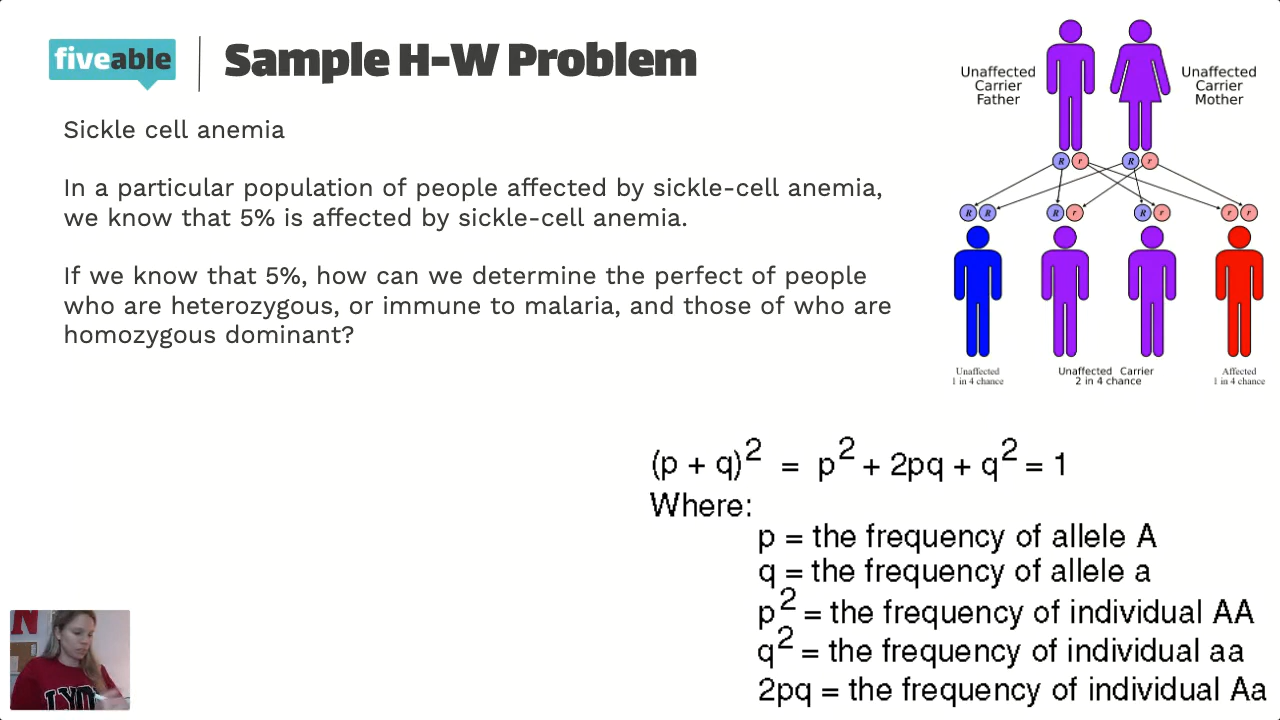 fiveable
Sample H-W Problem
Sickle cell anemia
In a particular population of people affected by sickle-cell anemia,
we know that 5% is affected by sickle-cell anemia.
If we know that 5%, how can we determine the perfect of people
who are heterozygous, or immune to malaria, and those of who are
homozygous dominant?
Unaffected
Carrier
Father
Unaffected
Carrier
Mother
R r R r
R R R r R r r r
Unaffected
1 in 4 chance
Unaffected Carrier
2 in 4 chance
Affected
1 in 4 chance
(p + q)² = p² + 2pq + q² = 1
Where:
p = the frequency of allele A
q = the frequency of allele a
p² = the frequency of individual AA
q² = the frequency of individual aa
2pq = the frequency of individual Aa
N